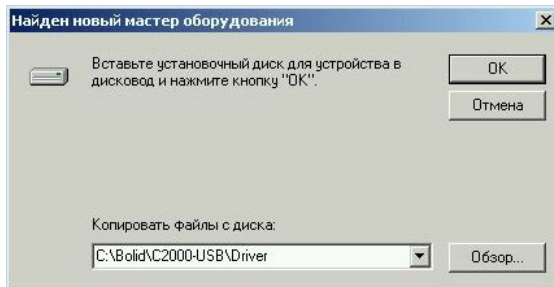 Найден новый мастер оборудования
Вставьте установочный диск для устройства в
дисковод и нажмите кнопку "ОК".
ОК
Отмена
Копировать файлы с диска:
C:\Bolid\C2000-USB\Driver
Обзор...